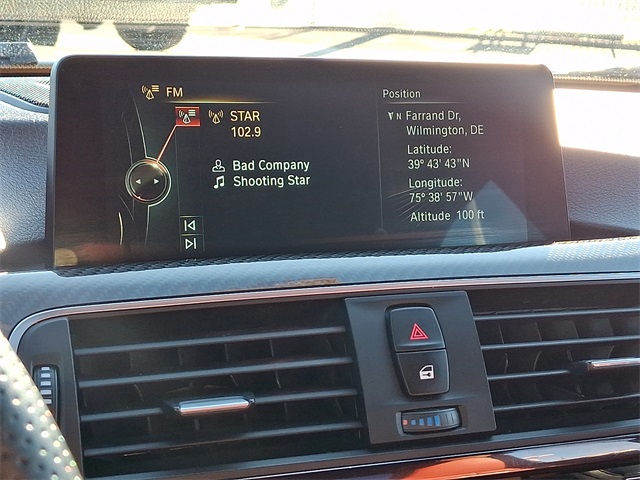 FM
STAR
102.9
Bad Company
Shooting Star
Position
N Farrand Dr,
Wilmington, DE
Latitude:
39° 43' 43"N
Longitude:
75° 38' 57"W
Altitude 100 ft